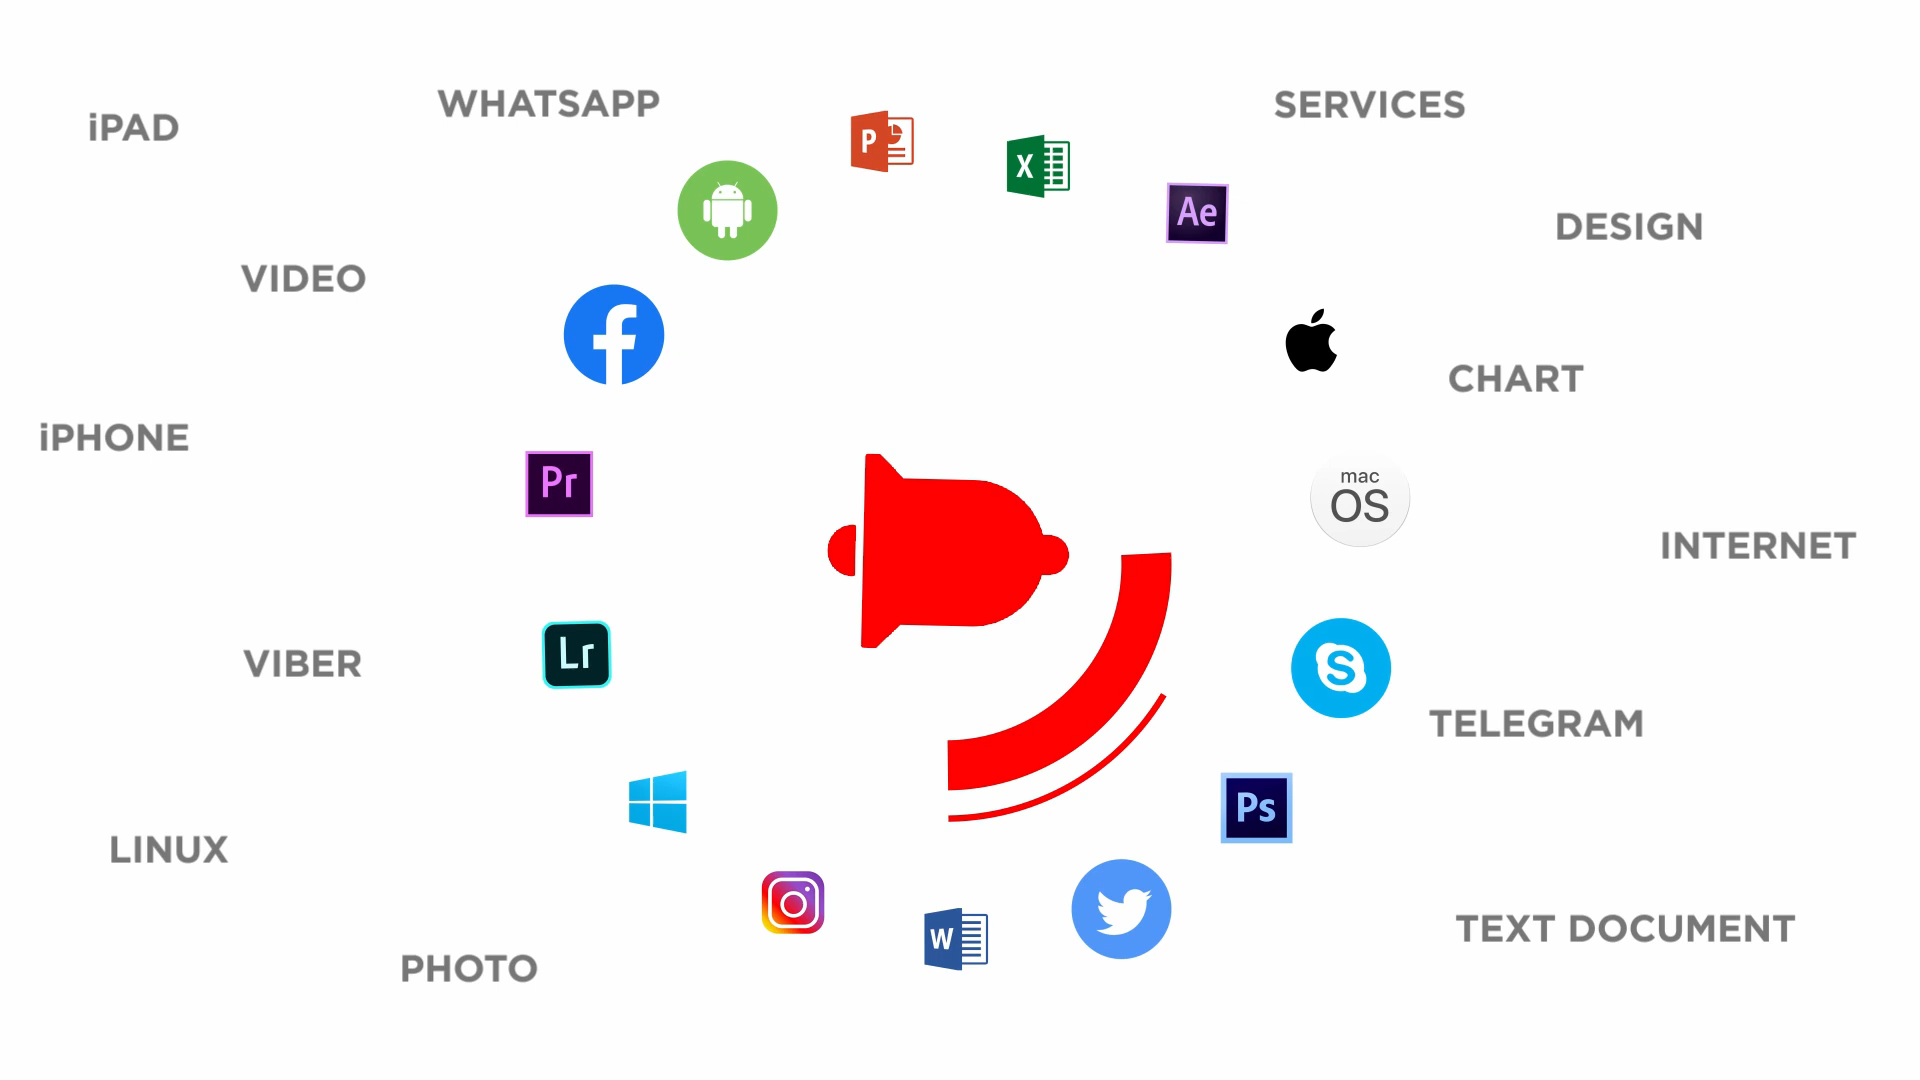 WHATSAPP
SERVICES
iPAD
P
X
Ae
DESIGN
VIDEO
f
CHART
iPHONE
Pr
mac
OS
INTERNET
Lr
VIBER
S
TELEGRAM
Ps
LINUX
W
TEXT DOCUMENT
PHOTO